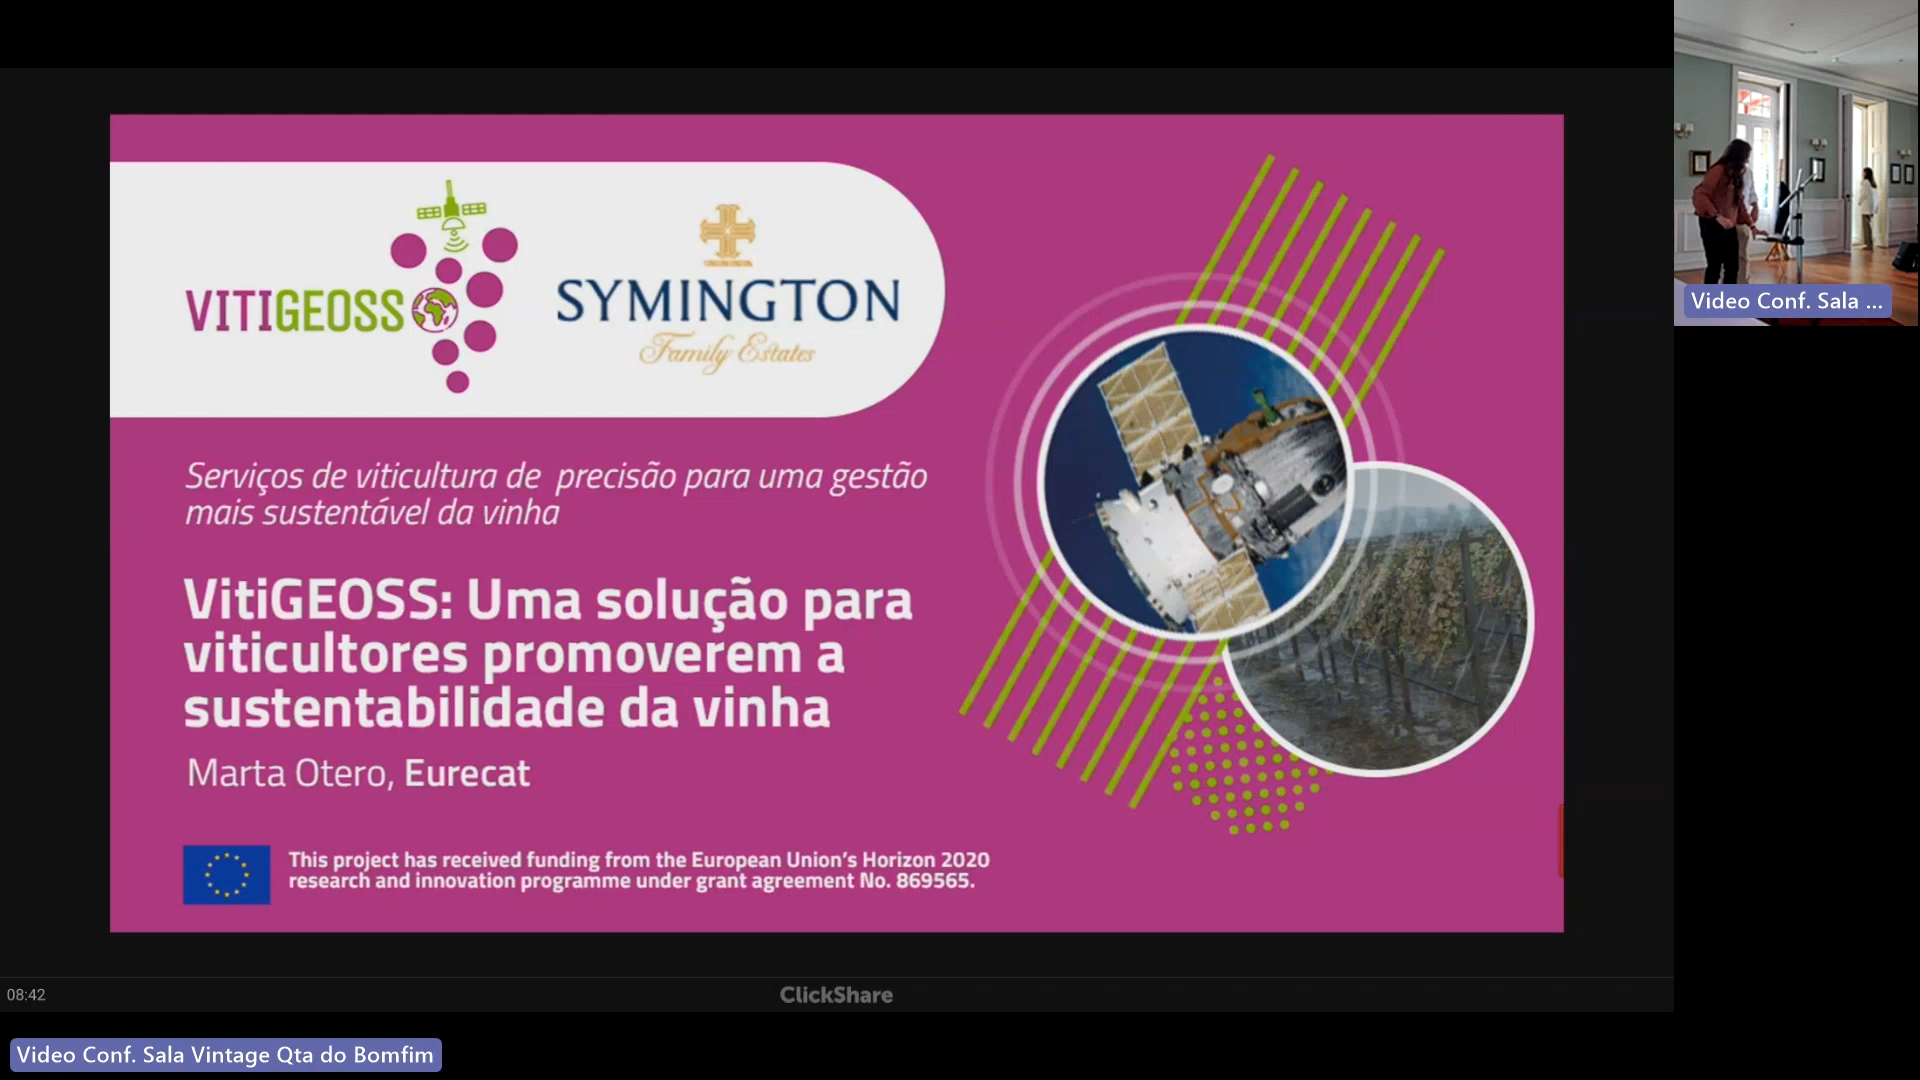 VITIGEOSS
SYMINGTON
Family Estates
Serviços de viticultura de precisão para uma gestão
mais sustentável da vinha
VitiGEOSS: Uma solução para
viticultores promoverem a
sustentabilidade da vinha
Marta Otero, Eurecat
This project has received funding from the European Union's Horizon 2020
research and innovation programme under grant agreement No. 869565.
Video Conf. Sala ...
08:42
ClickShare
Video Conf. Sala Vintage Qta do Bomfim